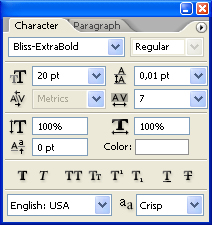 Character Paragraph
Bliss-ExtraBold Regular
20 pt 0,01 pt
Metrics 7
100% 100%
0 pt Color:
T T TT Tr T¹ T₁ T T
English: USA aa Crisp